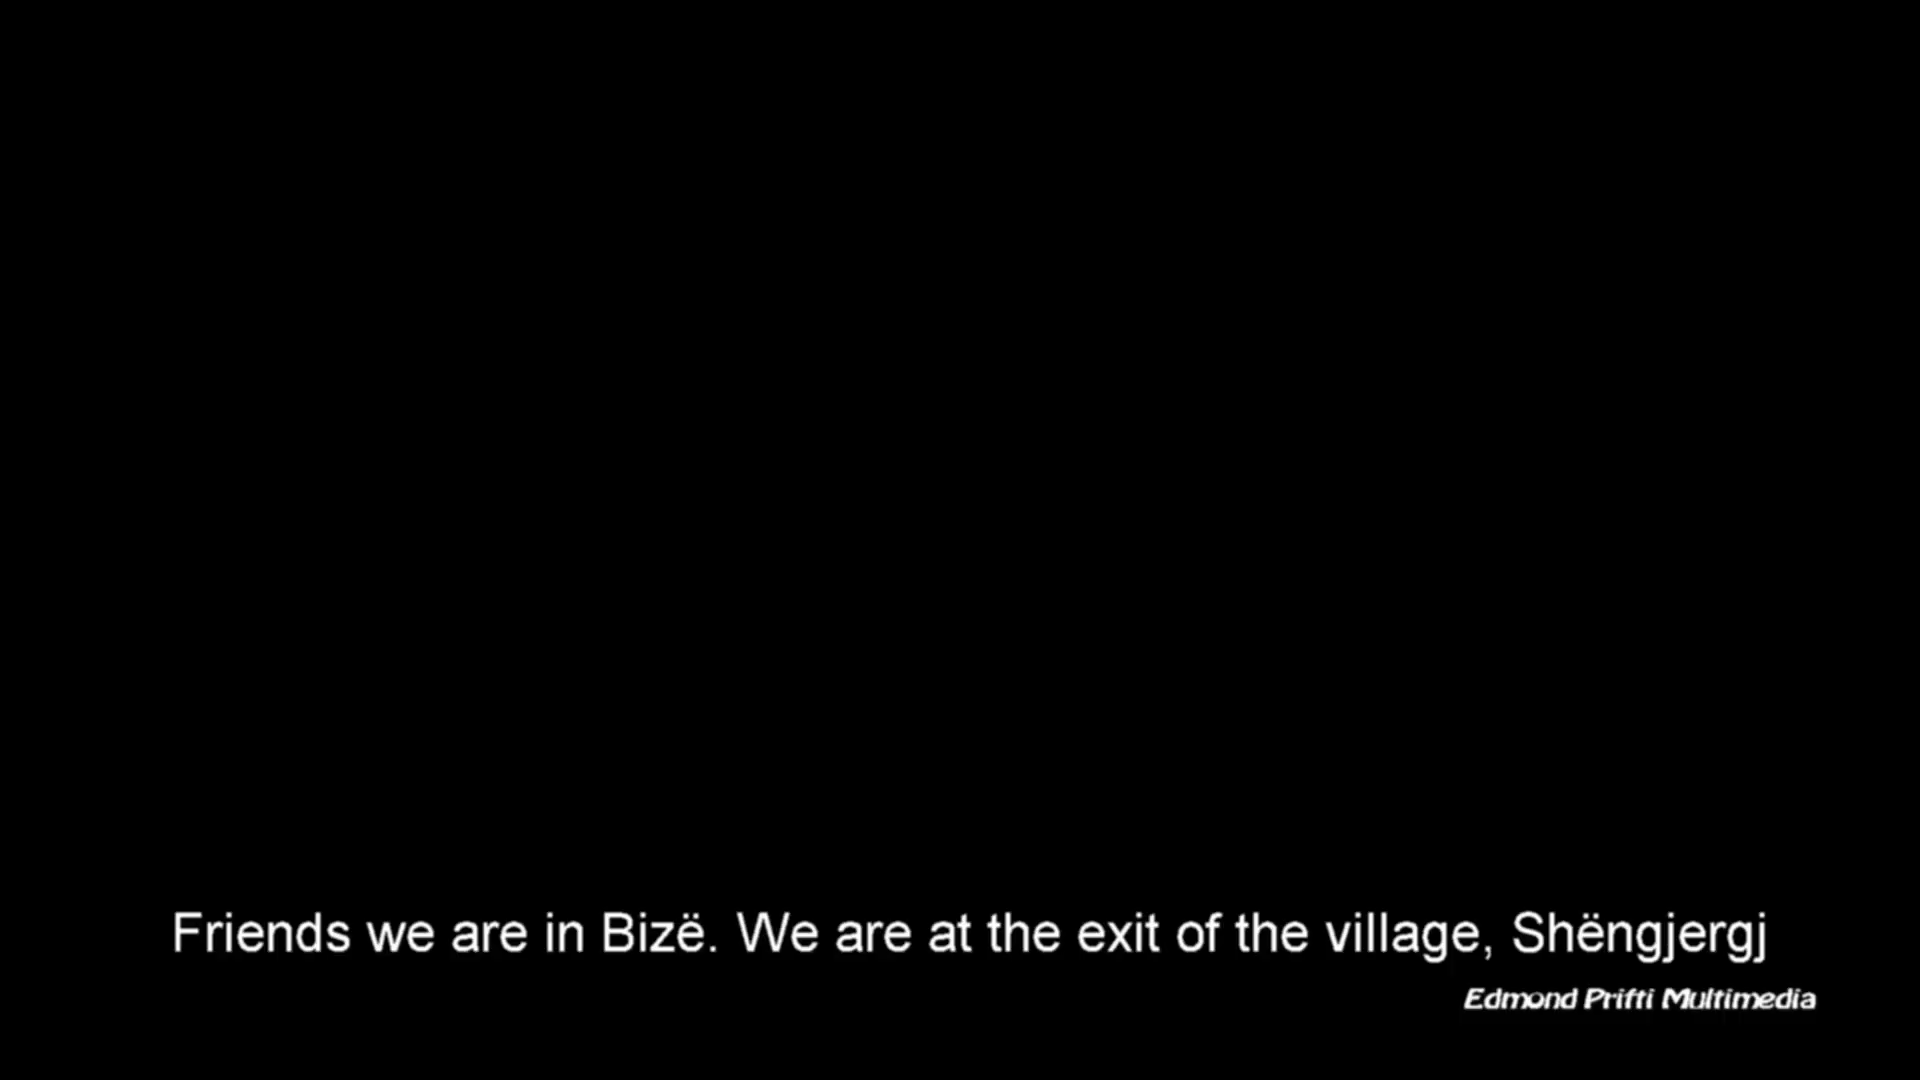 Friends we are in Bizë. We are at the exit of the village, Shëngjergj
Edmond Prifti Multimedia